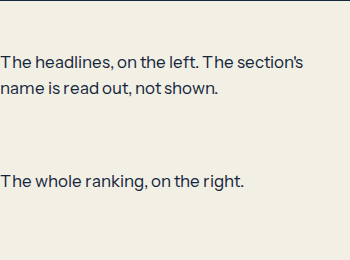 The headlines, on the left. The section's
name is read out, not shown.
The whole ranking, on the right.